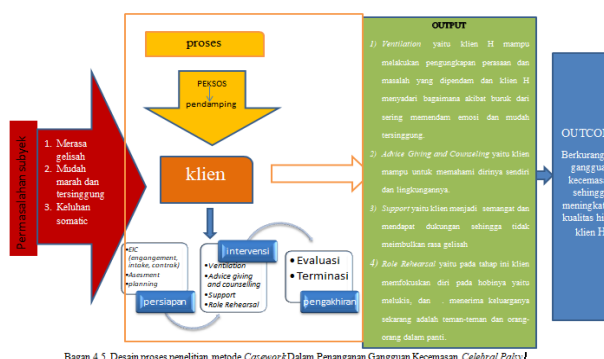 Permasalahan subyek
1. Merasa
gelisah
2. Mudah
marah dan
tersinggung
3. Keluhan
somatic
proses
PEKSOS
pendamping
klien
•EIC
(engangement,
intake, contrak)
•Assment
planning
persiapan
intervensi
•Ventilation
•Advice giving
and counselling
•Support
•Role Rehearsal
•Evaluasi
•Terminasi
pengakhiran
OUTPUT
1) Ventilation yaitu klien H mampu
melakukan pengungkapan perasaan dan
masalah yang dipendam dan klien H
menyadari bagaimana akibat buruk dari
sering memendam emosi dan mudah
tersinggung.
2) Advice Giving and Counseling yaitu klien
mampu untuk memahami dirinya sendiri
dan lingkungannya.
3) Support yaitu klien menjadi semangat dan
mendapat dukungan sehingga tidak
meimbulkan rasa gelisah
4) Role Rehearsal yaitu pada tahap ini klien
memfokuskan diri pada hobinya yaitu
melukis, dan . menerima keluarganya
sekarang adalah teman-teman dan orang-
orang dalam panti.
OUTCO
Berkurang
ganggua
kecemasa
sehingg
meningkat
kualitas hi
klien H
Bagan 4.5 Desain proses penelitian metode Casework Dalam Penanganan Gangguan Kecemasan Celebral Palsy